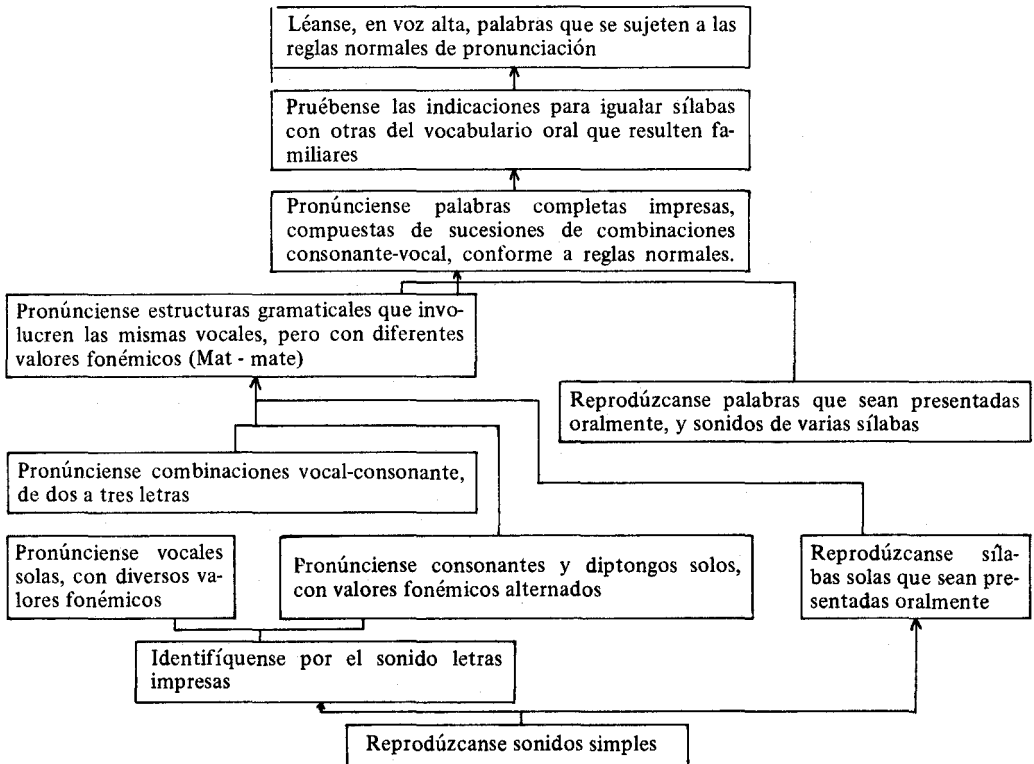 Léanse, en voz alta, palabras que se sujeten a las
reglas normales de pronunciación
Pruébense las indicaciones para igualar sílabas
con otras del vocabulario oral que resulten fa-
miliares
Pronúnciense palabras completas impresas,
compuestas de sucesiones de combinaciones
consonante-vocal, conforme a reglas normales.
Pronúnciense estructuras gramaticales que invo-
lucren las mismas vocales, pero con diferentes
valores fonémicos (Mat - mate)
Reprodúzcanse palabras que sean presentadas
oralmente, y sonidos de varias sílabas
Pronúnciense combinaciones vocal-consonante,
de dos a tres letras
Pronúnciense vocales
solas, con diversos va-
lores fonémicos
Pronúnciense consonantes y diptongos solos,
con valores fonémicos alternados
Reprodúzcanse síla-
bas solas que sean pre-
sentadas oralmente
Identifíquense por el sonido letras
impresas
Reprodúzcanse sonidos simples